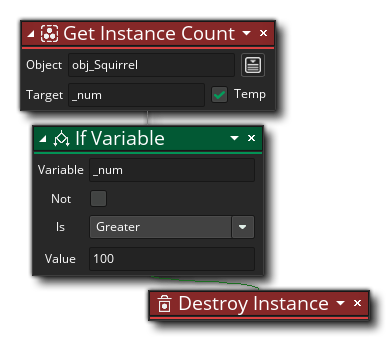 Get Instance Count
Object obj_Squirrel
Target _num Temp
If Variable
Variable _num
Not
Is Greater
Value 100
Destroy Instance